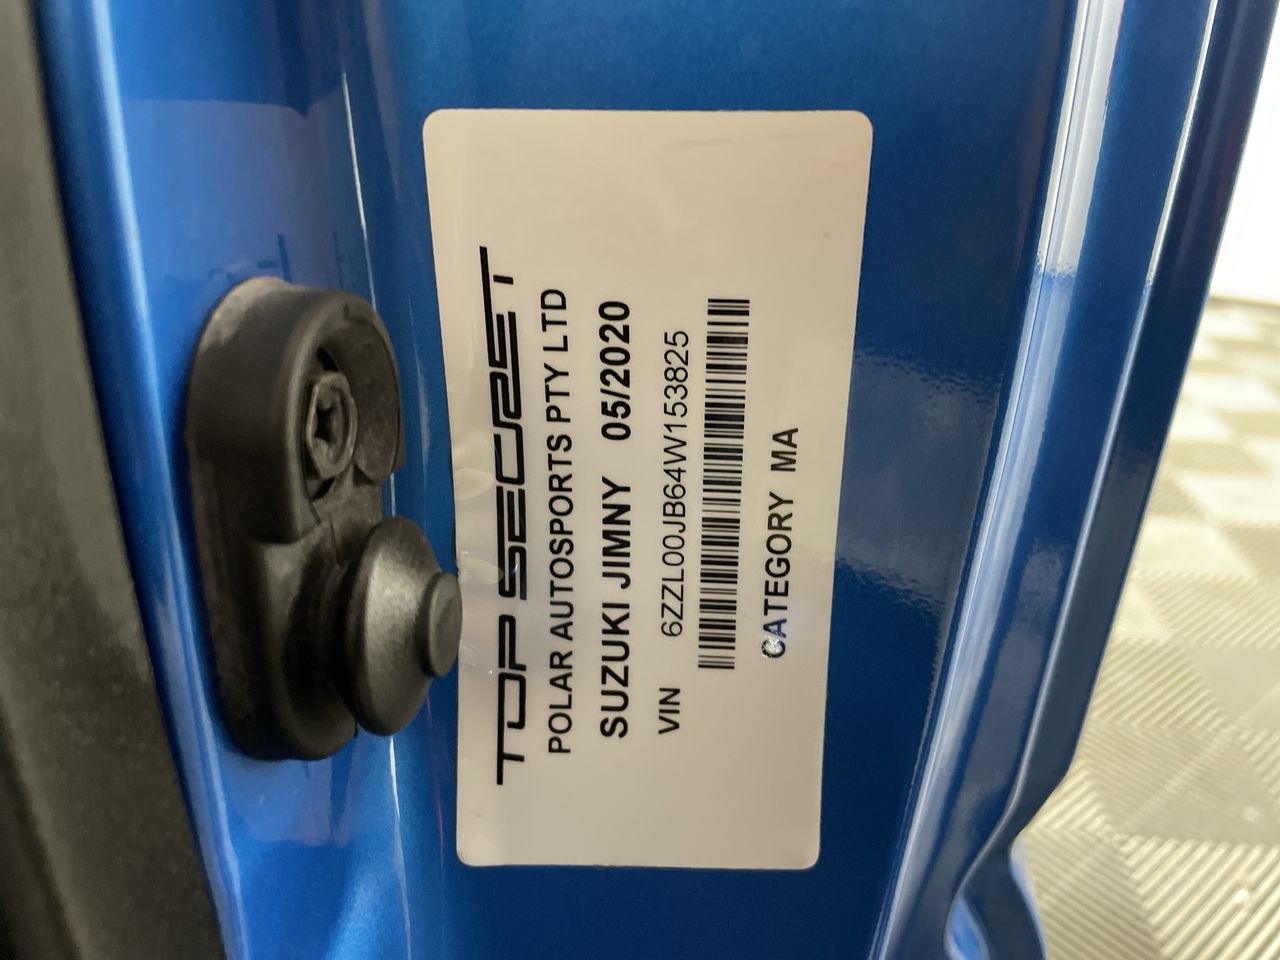 TOP SECRET
POLAR AUTOSPORTS PTY LTD
SUZUKI JIMNY 05/2020
VIN 6ZZL00JB64W153825
CATEGORY MA